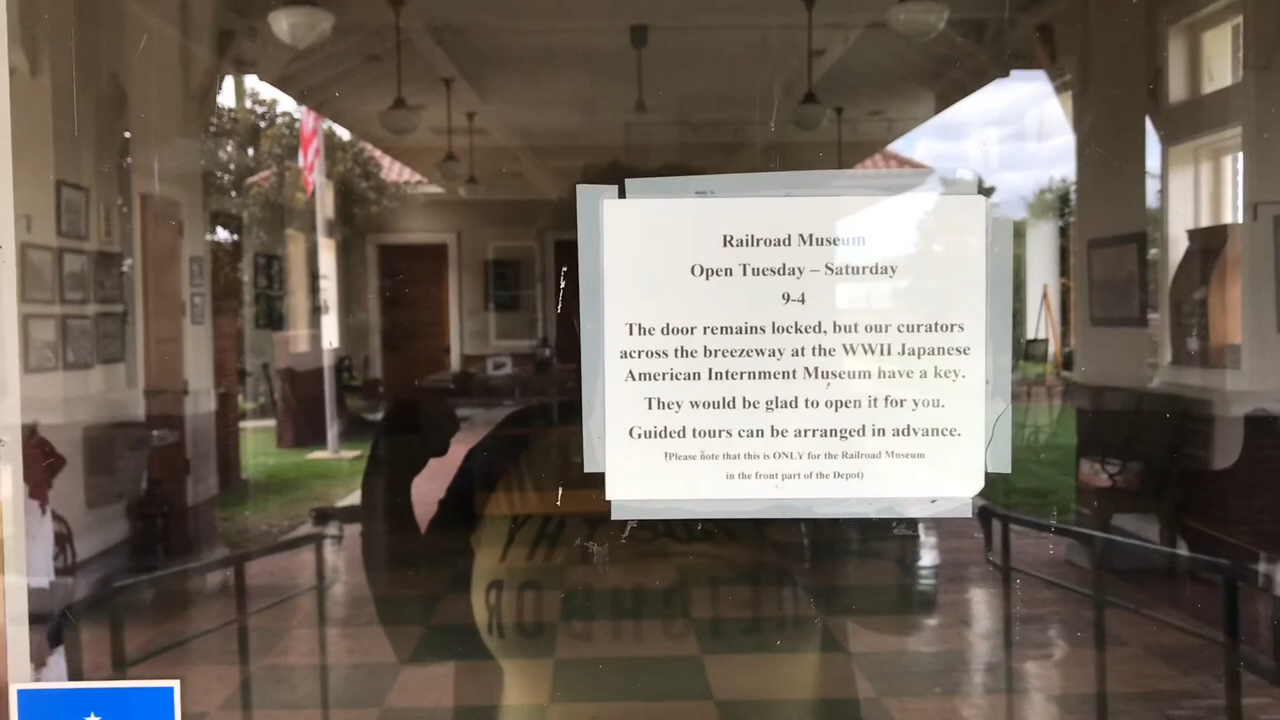 Railroad Museum
Open Tuesday – Saturday
9-4
The door remains locked, but our curators
across the breezeway at the WWII Japanese
American Internment Museum have a key.
They would be glad to open it for you.
Guided tours can be arranged in advance.
(Please note that this is ONLY for the Railroad Museum
in the front part of the Depot)
HY
NEIGHBOR